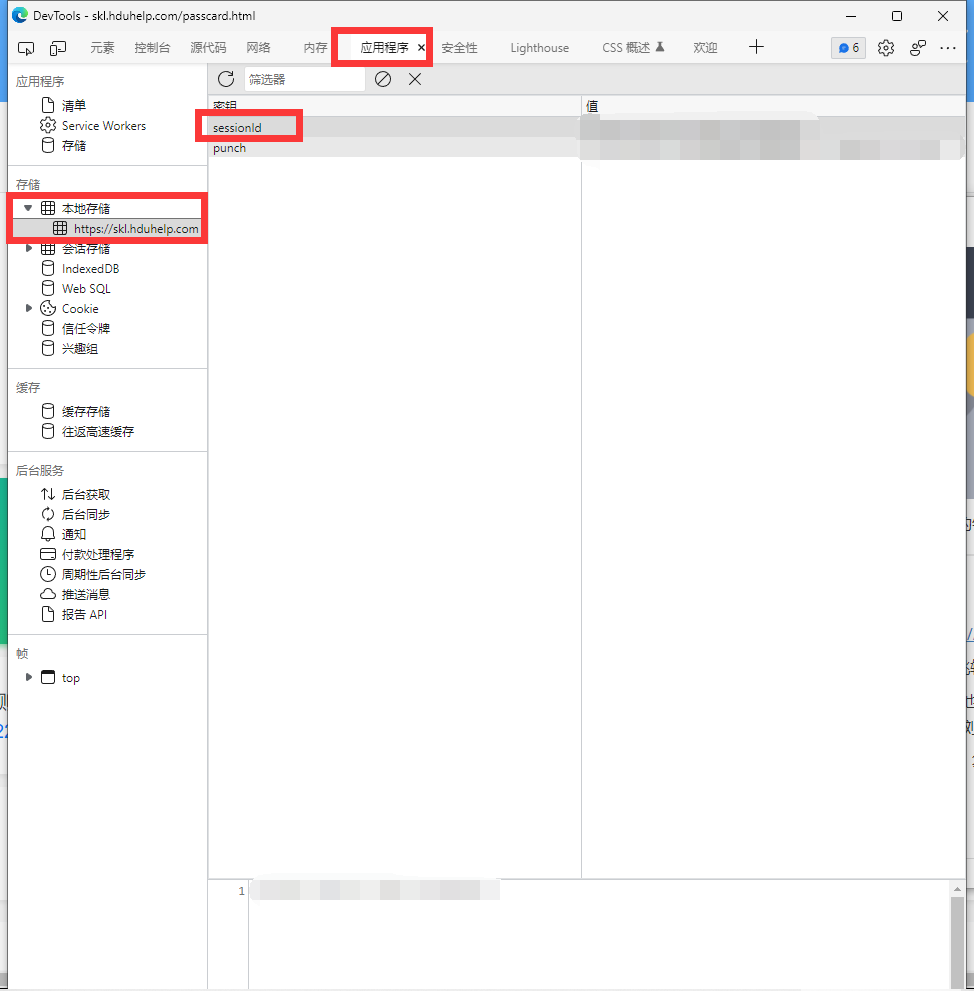 DevTools - skl.hduhelp.com/passcard.html
元素 控制台 源代码 网络 内存 应用程序 安全性 Lighthouse CSS 概述 欢迎 6
应用程序
清单
Service Workers
存储
存储
本地存储
https://skl.hduhelp.com
会话存储
IndexedDB
Web SQL
Cookie
信任令牌
兴趣组
缓存
缓存存储
往返高速缓存
后台服务
后台获取
后台同步
通知
付款处理程序
周期性后台同步
推送消息
报告 API
帧
top
筛选器
密钥 值
sessionId
punch
1